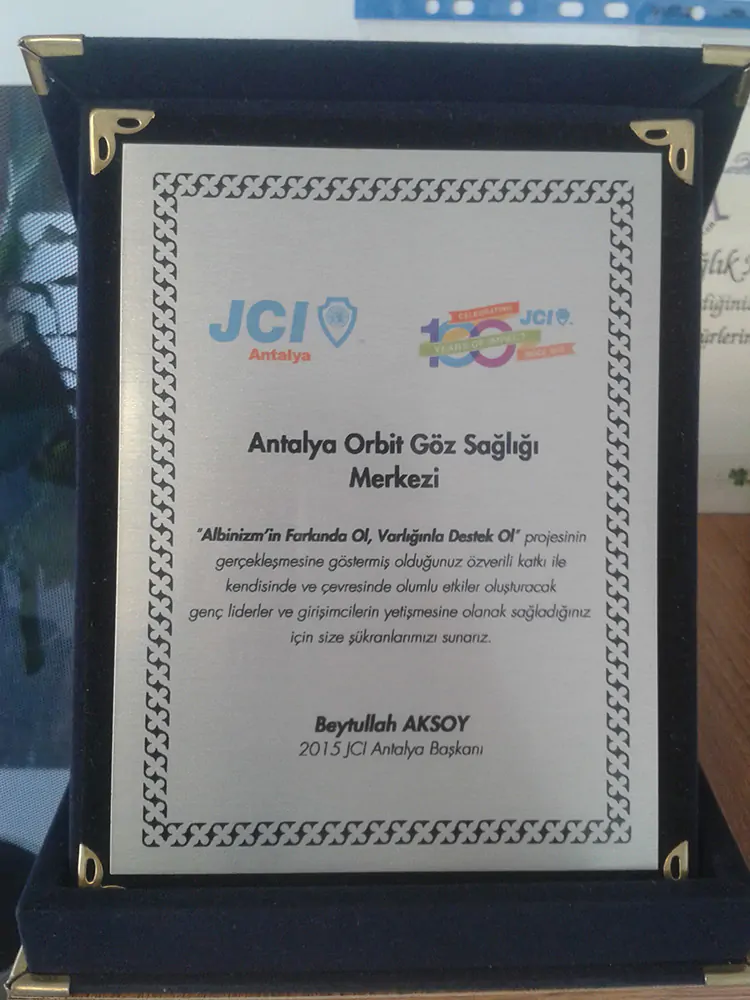 JCI
Antalya
CELEBRATING
100
JCI
YEARS OF IMPACT
Antalya Orbit Göz Sağlığı
Merkezi
"Albinizm'in Farkında Ol, Varlığınla Destek Ol" projesinin
gerçekleşmesine göstermiş olduğunuz özverili katkı ile
kendisinde ve çevresinde olumlu etkiler oluşturacak
genç liderler ve girişimcilerin yetişmesine olanak sağladığınız
için size şükranlarımızı sunarız.
Beytullah AKSOY
2015 JCI Antalya Başkanı